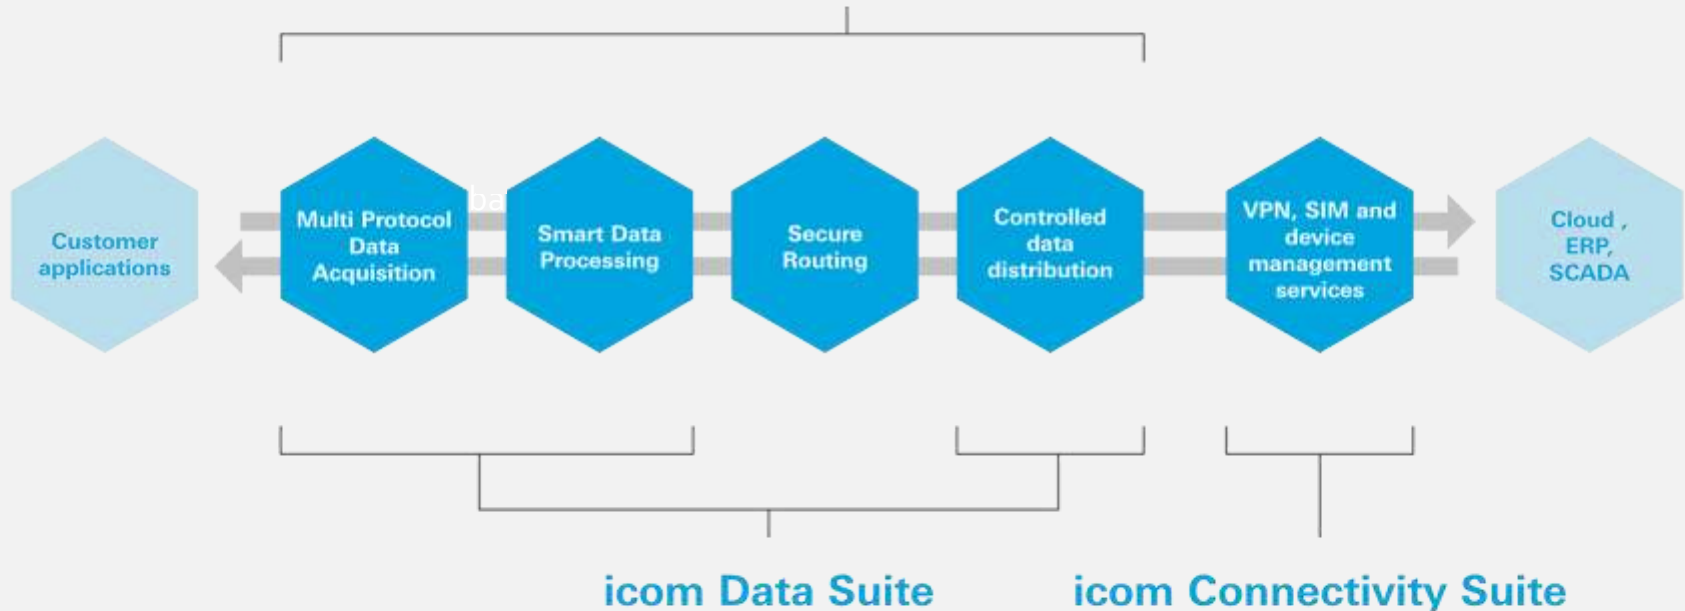 Customer
applications
Multi Protocol
Data
Acquisition
Smart Data
Processing
Secure
Routing
Controlled
data
distribution
VPN, SIM and
device
management
services
Cloud ,
ERP,
SCADA
icom Data Suite
icom Connectivity Suite